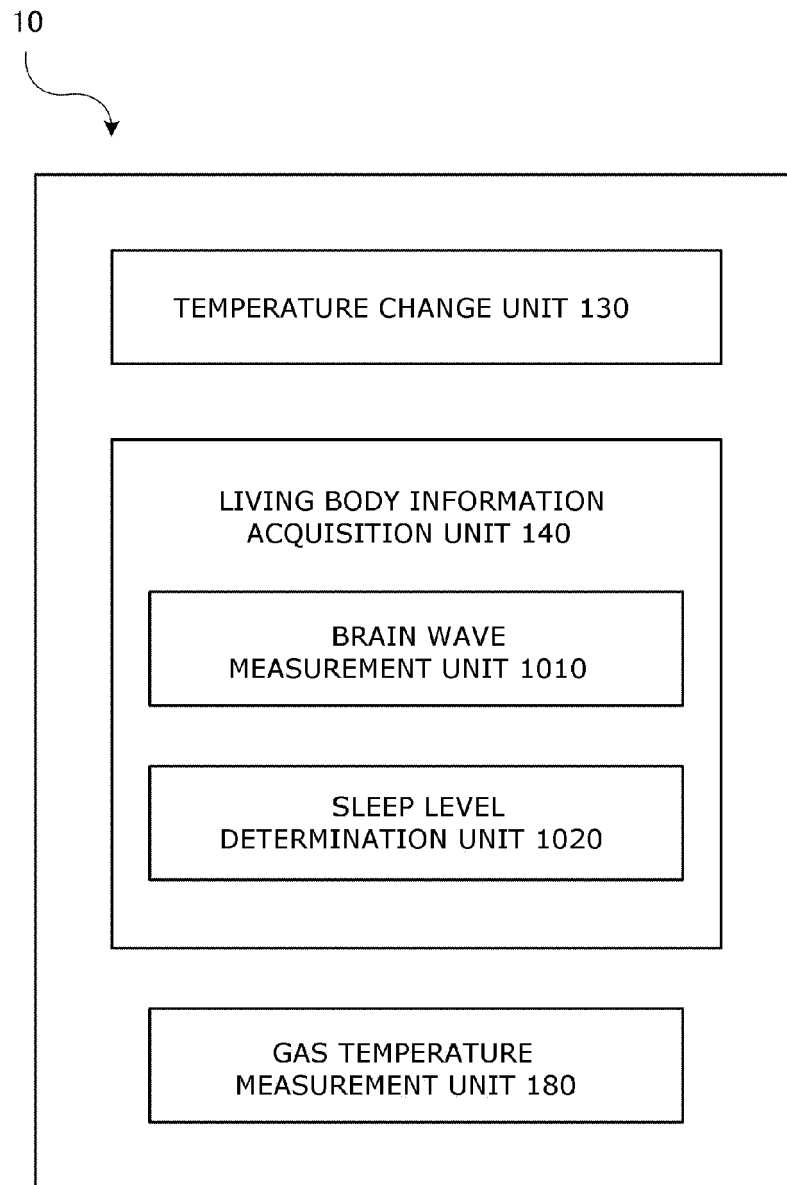 10
TEMPERATURE CHANGE UNIT 130
LIVING BODY INFORMATION
ACQUISITION UNIT 140
BRAIN WAVE
MEASUREMENT UNIT 1010
SLEEP LEVEL
DETERMINATION UNIT 1020
GAS TEMPERATURE
MEASUREMENT UNIT 180